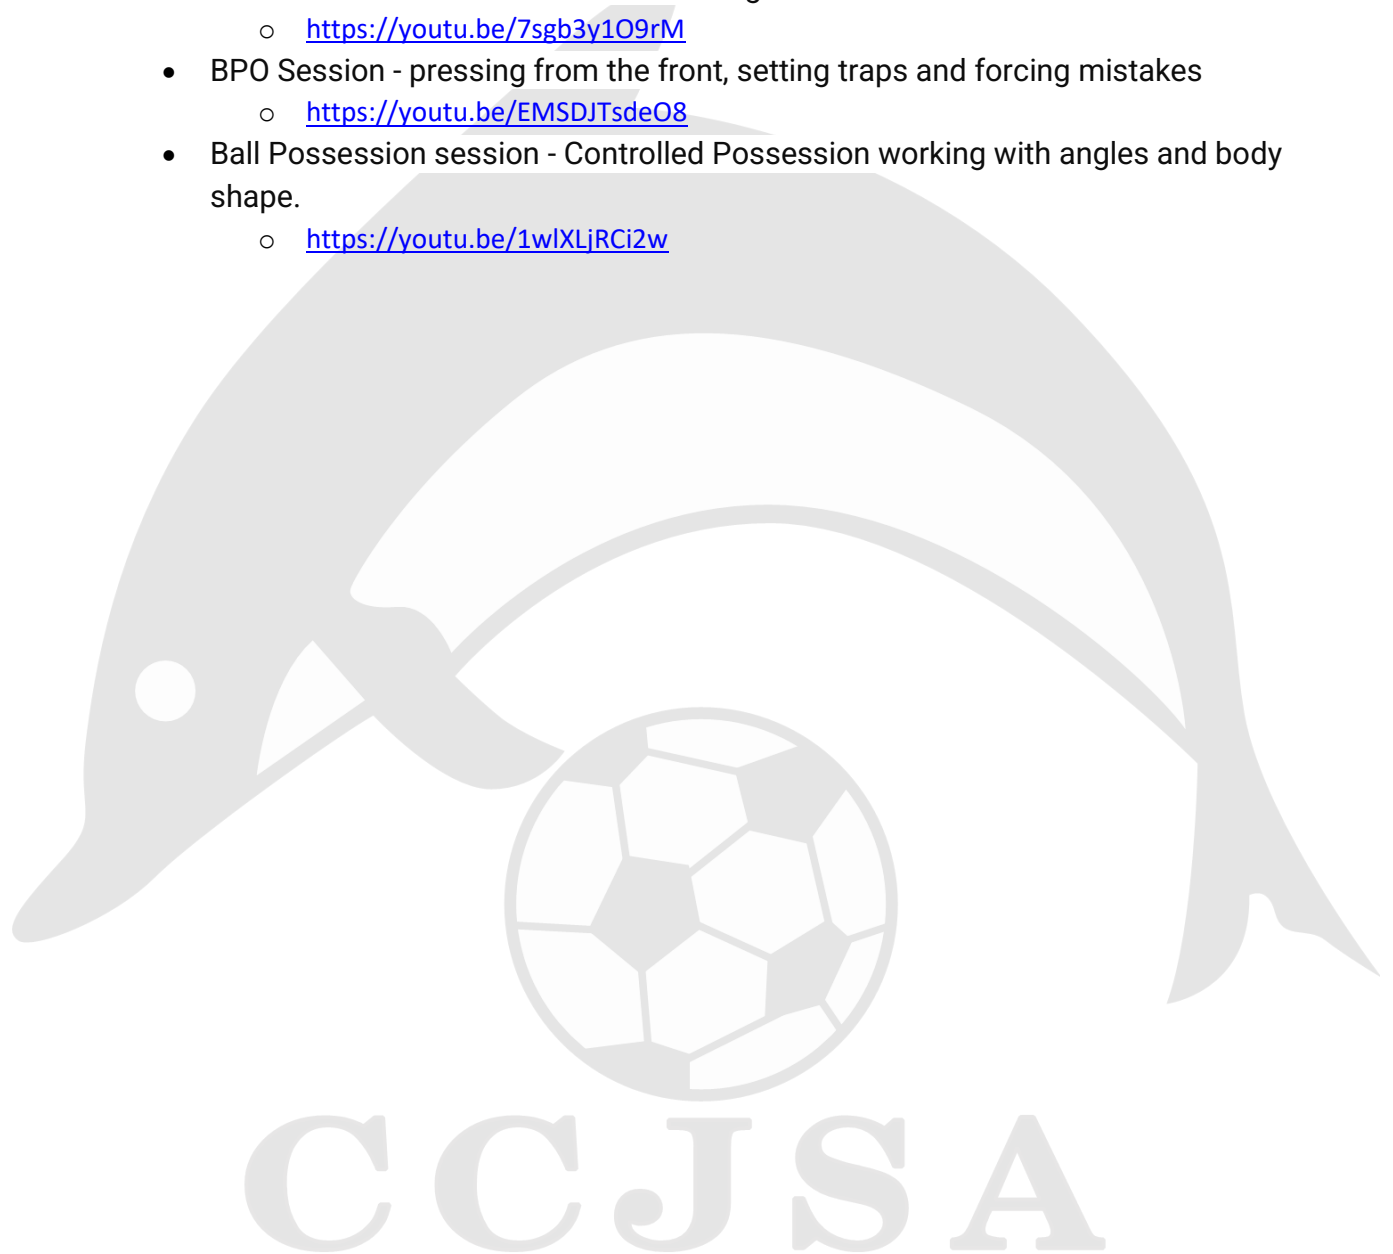 https://youtu.be/7sgb3y1O9rM
BPO Session - pressing from the front, setting traps and forcing mistakes
https://youtu.be/EMSDJTsdeO8
Ball Possession session - Controlled Possession working with angles and body
shape.
https://youtu.be/1wlXLjRCi2w
CCJSA